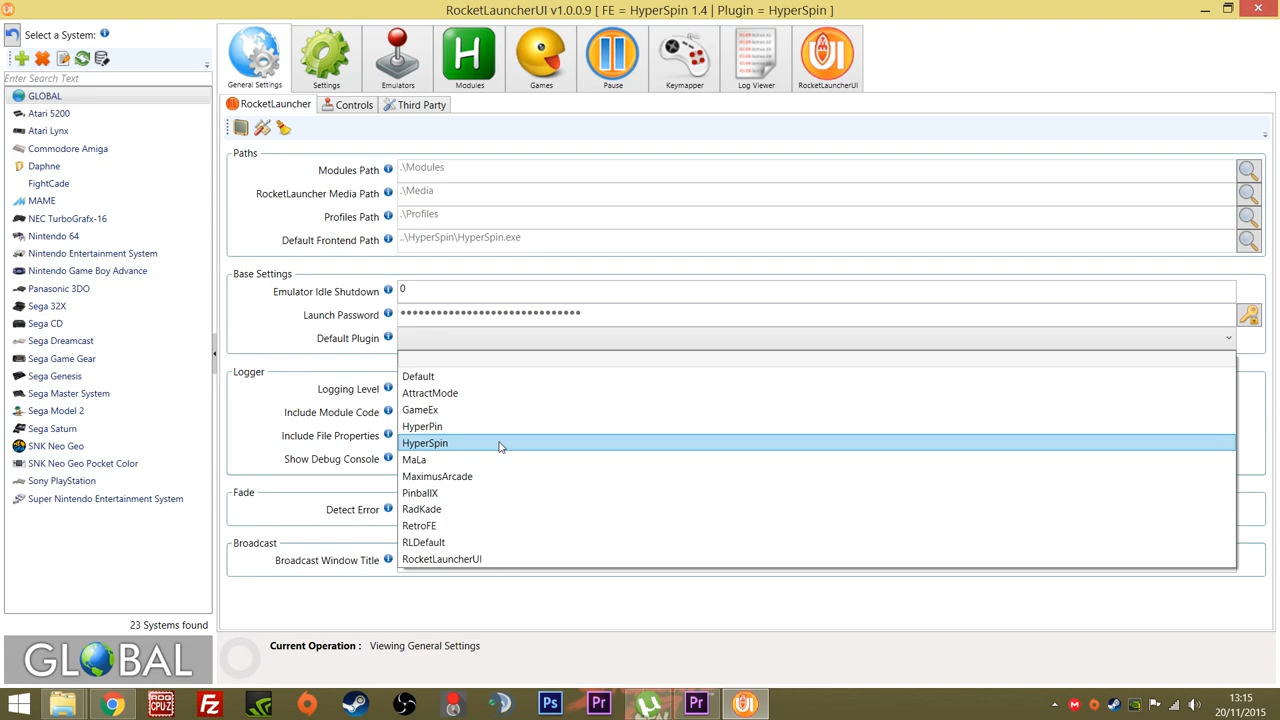 RocketLauncherUI v1.0.0.9 [ FE = HyperSpin 1.4 | Plugin = HyperSpin ]
Select a System:
Enter Search Text
GLOBAL
Atari 5200
Atari Lynx
Commodore Amiga
Daphne
FightCade
MAME
NEC TurboGrafx-16
Nintendo 64
Nintendo Entertainment System
Nintendo Game Boy Advance
Panasonic 3DO
Sega 32X
Sega CD
Sega Dreamcast
Sega Game Gear
Sega Genesis
Sega Master System
Sega Model 2
Sega Saturn
SNK Neo Geo
SNK Neo Geo Pocket Color
Sony PlayStation
Super Nintendo Entertainment System
23 Systems found
GLOBAL
General Settings
Settings
Emulators
H
Modules
Games
Pause
Keymapper
Log Viewer
UI
RocketLauncherUI
RocketLauncher
Controls
Third Party
Paths
Modules Path
.\Modules
RocketLauncher Media Path
.\Media
Profiles Path
.\Profiles
Default Frontend Path
..\HyperSpin\HyperSpin.exe
Base Settings
Emulator Idle Shutdown
0
Launch Password
Default Plugin
Default
AttractMode
GameEx
HyperPin
HyperSpin
MaLa
MaximusArcade
PinballX
RadKade
RetroFE
RLDefault
RocketLauncherUI
Logger
Logging Level
Include Module Code
Include File Properties
Show Debug Console
Fade
Detect Error
Broadcast
Broadcast Window Title
Current Operation : Viewing General Settings
CPU-Z
Fz
Ps
Pr
Pr
13:15
20/11/2015